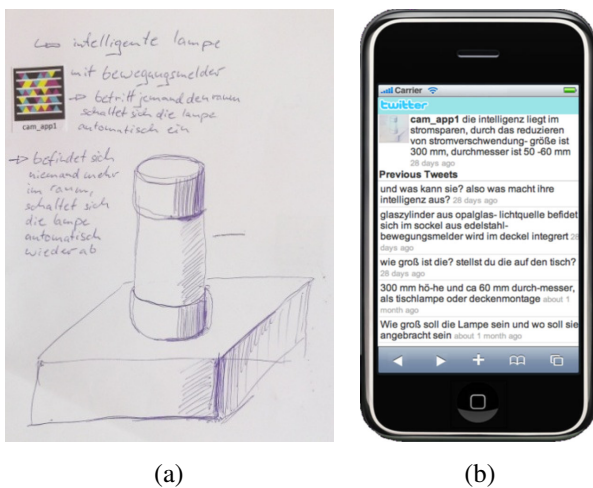 intelligente lampe
mit bewegungsmelder
betritt jemand den raum
schaltet sich die lampe
automatisch ein
cam_app1
befindet sich
niemand mehr
im raum,
schaltet sich
die lampe
automatisch
wieder ab
(a)
Carrier
twitter
cam_app1 die intelligenz liegt im
stromsparen, durch das reduzieren
von stromverschwendung- größe ist
300 mm, durchmesser ist 50 -60 mm
28 days ago
Previous Tweets
und was kann sie? also was macht ihre
intelligenz aus? 28 days ago
glaszylinder aus opalglas- lichtquelle befidet
sich im sockel aus edelstahl-
bewegungsmelder wird im deckel integrert 28
days ago
wie groß ist die? stellst du die auf den tisch?
28 days ago
300 mm hö-he und ca 60 mm durch-messer,
als tischlampe oder deckenmontage about 1
month ago
Wie groß soll die Lampe sein und wo soll sie
angebracht sein about 1 month ago
(b)